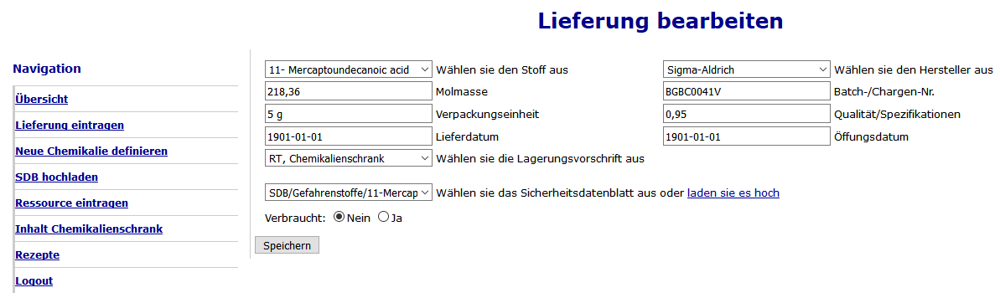 Lieferung bearbeiten
Navigation
Übersicht
Lieferung eintragen
Neue Chemikalie definieren
SDB hochladen
Ressource eintragen
Inhalt Chemikalienschrank
Rezepte
Logout
11- Mercaptoundecanoic acid Wählen sie den Stoff aus Sigma-Aldrich Wählen sie den Hersteller aus
218,36 Molmasse BGBC0041V Batch-/Chargen-Nr.
5 g Verpackungseinheit 0,95 Qualität/Spezifikationen
1901-01-01 Lieferdatum 1901-01-01 Öffungsdatum
RT, Chemikalienschrank Wählen sie die Lagerungsvorschrift aus
SDB/Gefahrenstoffe/11-Mercap Wählen sie das Sicherheitsdatenblatt aus oder laden sie es hoch
Verbraucht: Nein Ja
Speichern